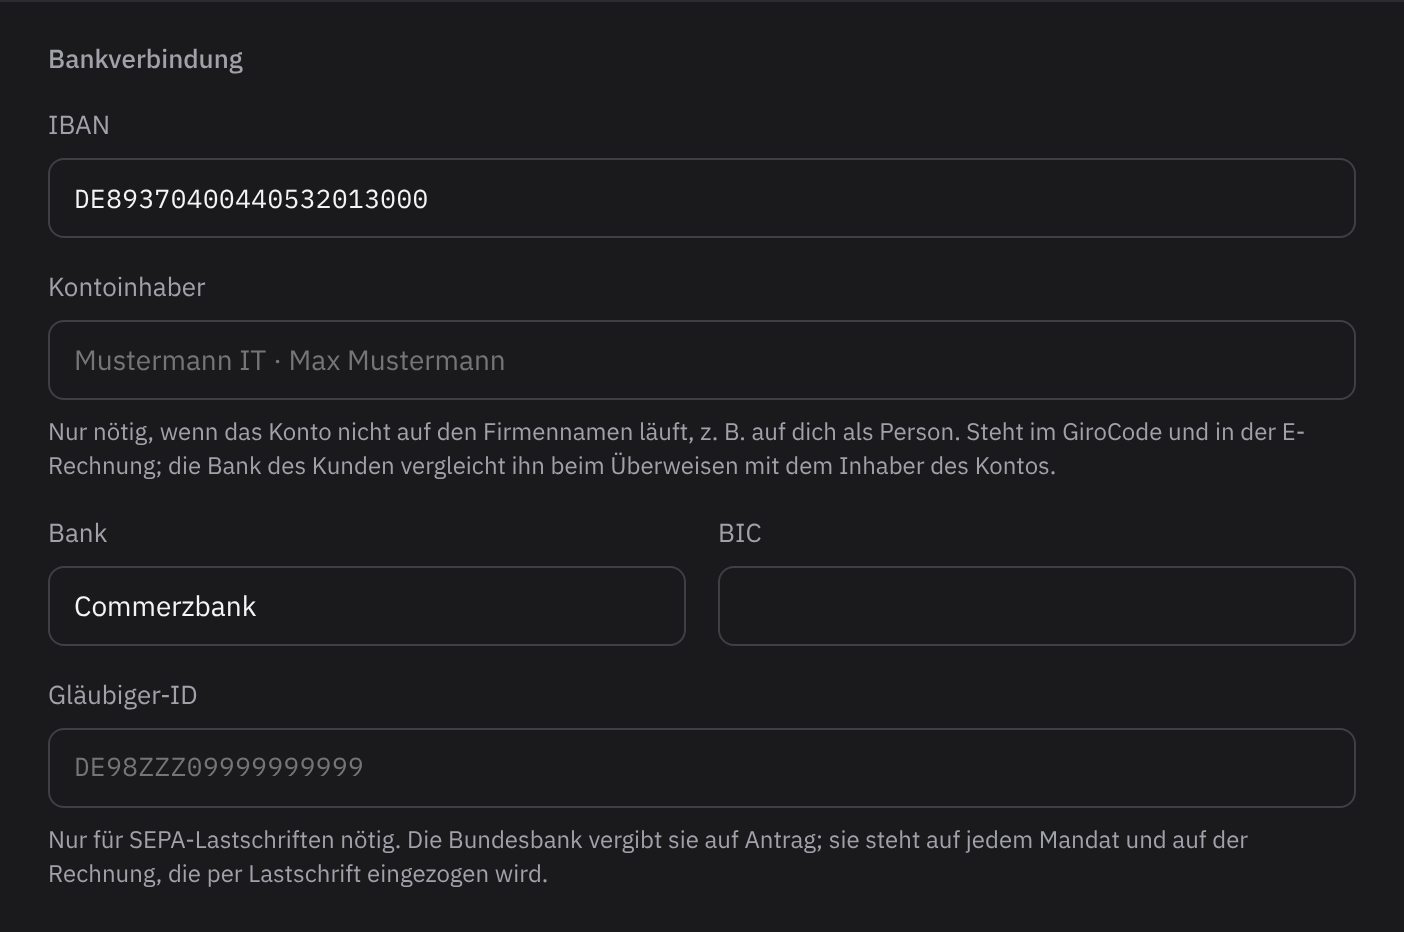 Bankverbindung
IBAN
DE89370400440532013000
Kontoinhaber
Mustermann IT · Max Mustermann
Nur nötig, wenn das Konto nicht auf den Firmennamen läuft, z. B. auf dich als Person. Steht im GiroCode und in der E-
Rechnung; die Bank des Kunden vergleicht ihn beim Überweisen mit dem Inhaber des Kontos.
Bank
BIC
Commerzbank
Gläubiger-ID
DE98ZZZ09999999999
Nur für SEPA-Lastschriften nötig. Die Bundesbank vergibt sie auf Antrag; sie steht auf jedem Mandat und auf der
Rechnung, die per Lastschrift eingezogen wird.